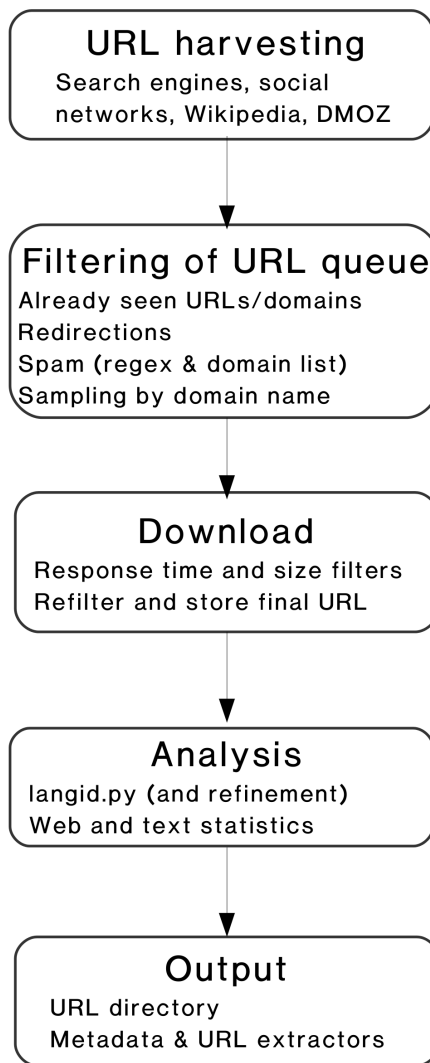 URL harvesting
Search engines, social
networks, Wikipedia, DMOZ
Filtering of URL queue
Already seen URLs/domains
Redirections
Spam (regex & domain list)
Sampling by domain name
Download
Response time and size filters
Refilter and store final URL
Analysis
langid.py (and refinement)
Web and text statistics
Output
URL directory
Metadata & URL extractors